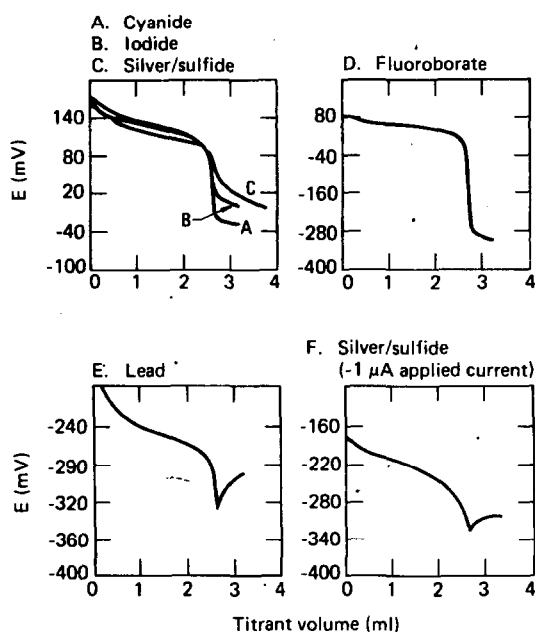 A. Cyanide
B. Iodide
C. Silver/sulfide
D. Fluoroborate
E (mV)
140
80
20
-40
-100
C
B
A
0 1 2 3 4
80
-40
-160
-280
-400
0 1 2 3 4
E. Lead
F. Silver/sulfide
(-1 μA applied current)
E (mV)
-240
-290
-320
-360
-400
0 1 2 3 4
-160
-220
-280
-340
-400
0 1 2 3 4
Titrant volume (ml)